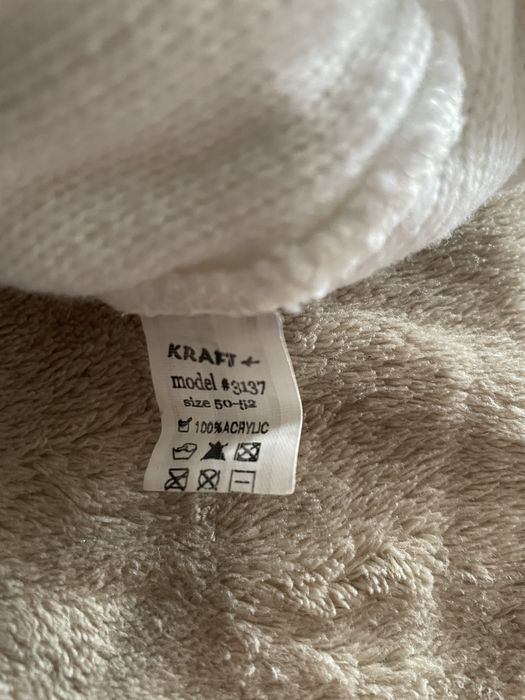 KRAFT +
model #3137
size 50-52
100%ACRYLIC